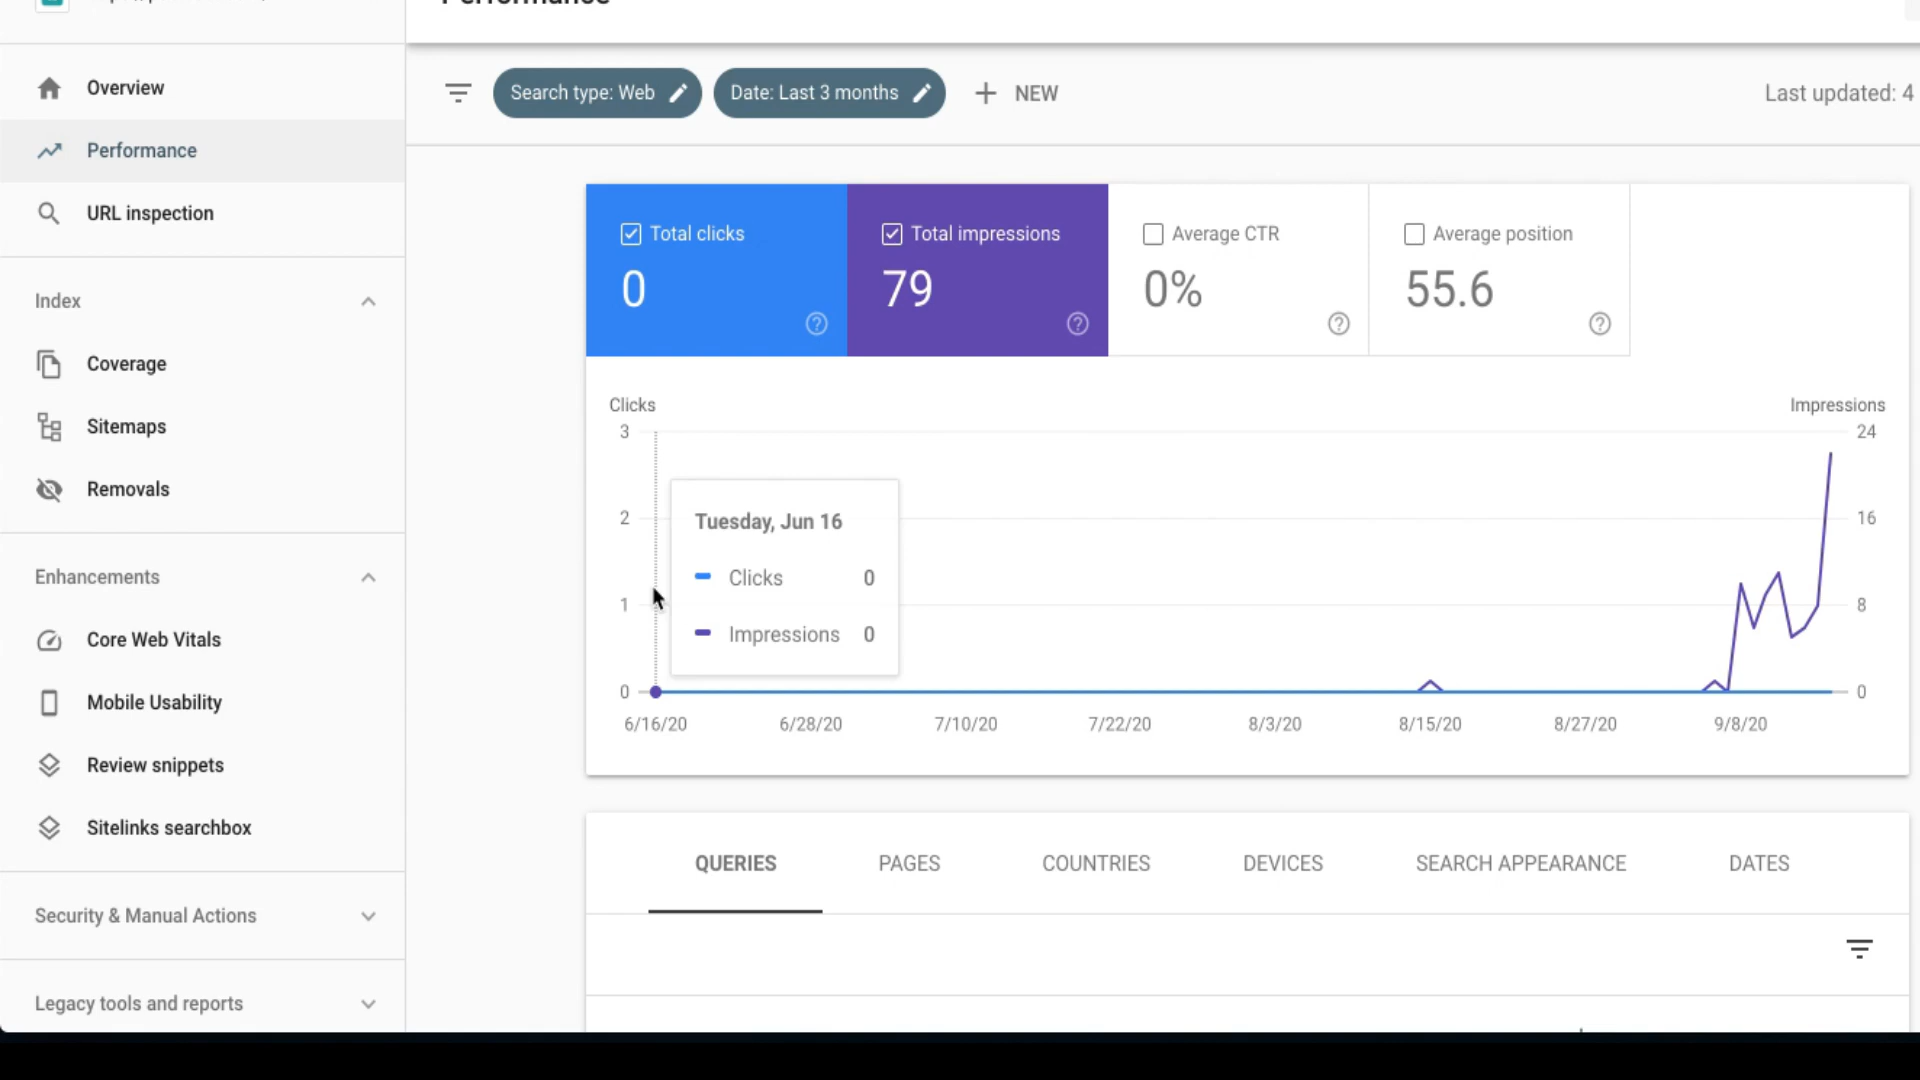 Performance
Overview
Performance
URL inspection
Index
Coverage
Sitemaps
Removals
Enhancements
Core Web Vitals
Mobile Usability
Review snippets
Sitelinks searchbox
Security & Manual Actions
Legacy tools and reports
Search type: Web
Date: Last 3 months
+ NEW
Last updated: 4
Total clicks
0
Total impressions
79
Average CTR
0%
Average position
55.6
Clicks
Impressions
3
24
2
16
1
8
0
0
Tuesday, Jun 16
Clicks 0
Impressions 0
6/16/20 6/28/20 7/10/20 7/22/20 8/3/20 8/15/20 8/27/20 9/8/20
QUERIES PAGES COUNTRIES DEVICES SEARCH APPEARANCE DATES